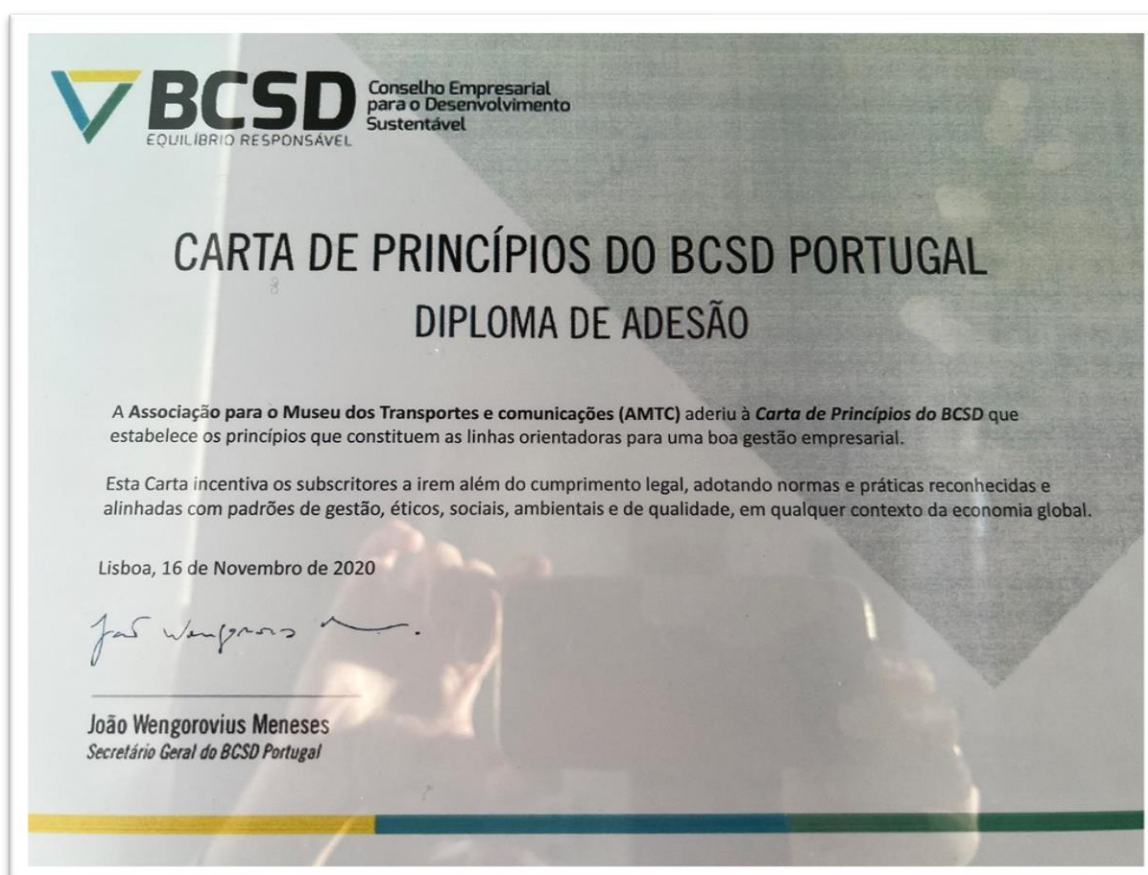 BCSD
EQUILÍBRIO RESPONSÁVEL
Conselho Empresarial
para o Desenvolvimento
Sustentável
CARTA DE PRINCÍPIOS DO BCSD PORTUGAL
DIPLOMA DE ADESÃO
A Associação para o Museu dos Transportes e comunicações (AMTC) aderiu à Carta de Princípios do BCSD que
estabelece os princípios que constituem as linhas orientadoras para uma boa gestão empresarial.
Esta Carta incentiva os subscritores a irem além do cumprimento legal, adotando normas e práticas reconhecidas e
alinhadas com padrões de gestão, éticos, sociais, ambientais e de qualidade, em qualquer contexto da economia global.
Lisboa, 16 de Novembro de 2020
João Wengorovius Meneses
Secretário Geral do BCSD Portugal